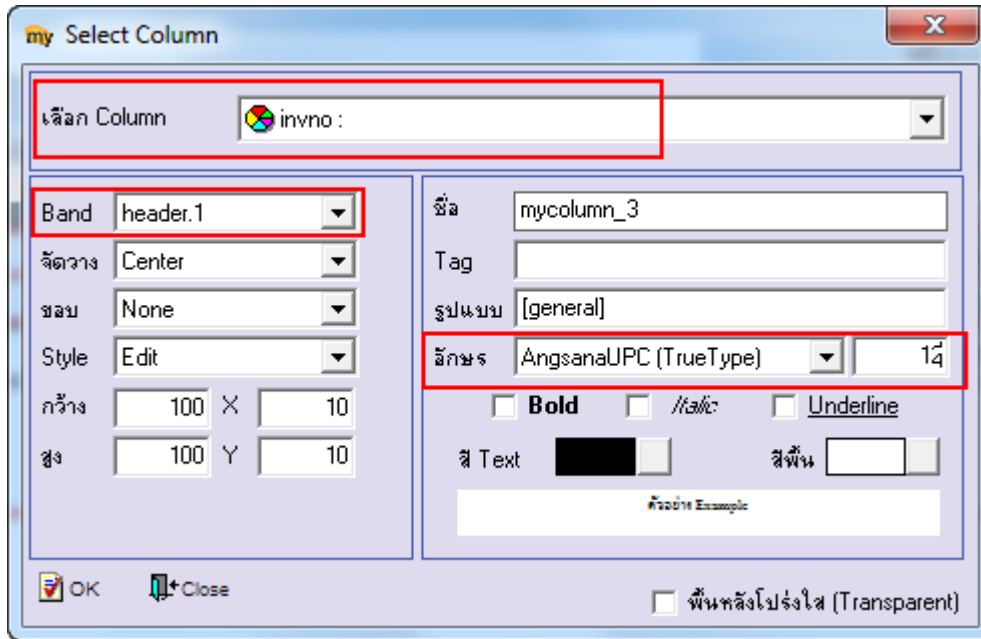 my Select Column
เลือก Column invno :
Band header.1
จัดวาง Center
ขอบ None
Style Edit
กว้าง 100 X 10
สูง 100 Y 10
ชื่อ mycolumn_3
Tag
รูปแบบ [general]
อักษร AngsanaUPC (TrueType) 14
Bold Italic Underline
สี Text สีพื้น
ตัวอย่าง Example
OK Close
พื้นหลังโปร่งใส (Transparent)